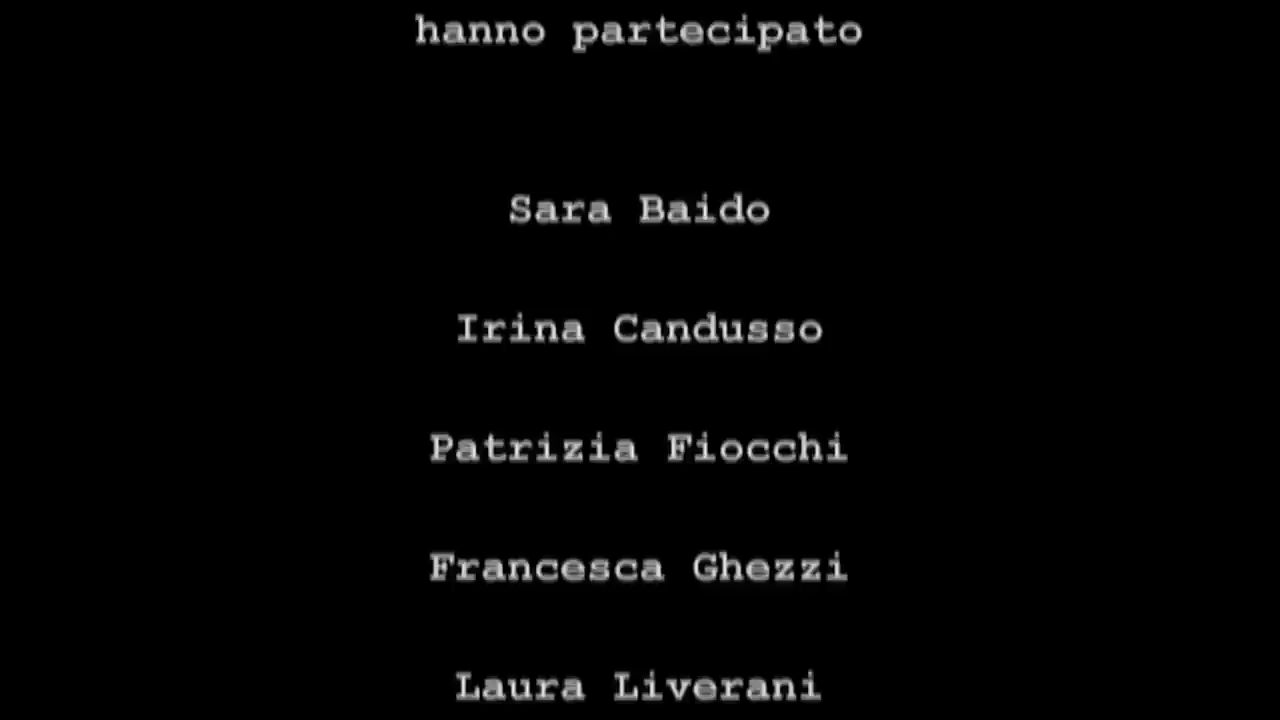 hanno partecipato
Sara Baido
Irina Candusso
Patrizia Fiocchi
Francesca Ghezzi
Laura Liverani